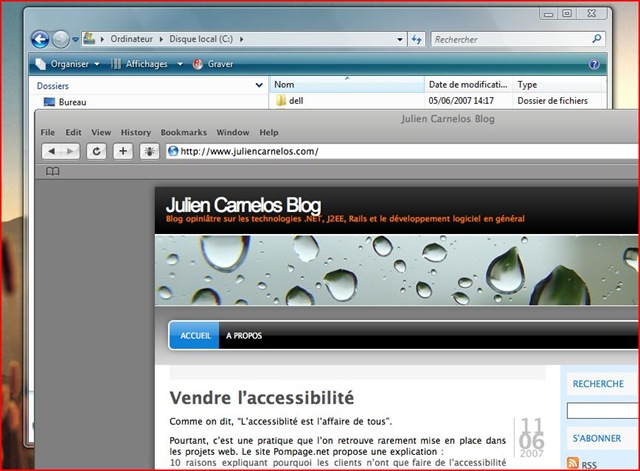 Ordinateur
Disque local (C:)
Rechercher
Organiser
Affichages
Graver
Dossiers
Nom
Date de modificati...
Type
Bureau
dell
05/06/2007 14:17
Dossier de fichiers
Julien Carnelos Blog
File Edit View History Bookmarks Window Help
http://www.juliencarnelos.com/
Julien Carnelos Blog
Blog opiniâtre sur les technologies .NET, J2EE, Rails et le développement logiciel en général
ACCUEIL
A PROPOS
Vendre l'accessibilité
11
06
2007
Comme on dit, "L'accessiblité est l'affaire de tous".
Pourtant, c'est une pratique que l'on retrouve rarement mise en place dans
les projets web. Le site Pompage.net propose une explication :
10 raisons expliquant pourquoi les clients n'ont que faire de l'accessibilité
RECHERCHE
S'ABONNER
RSS